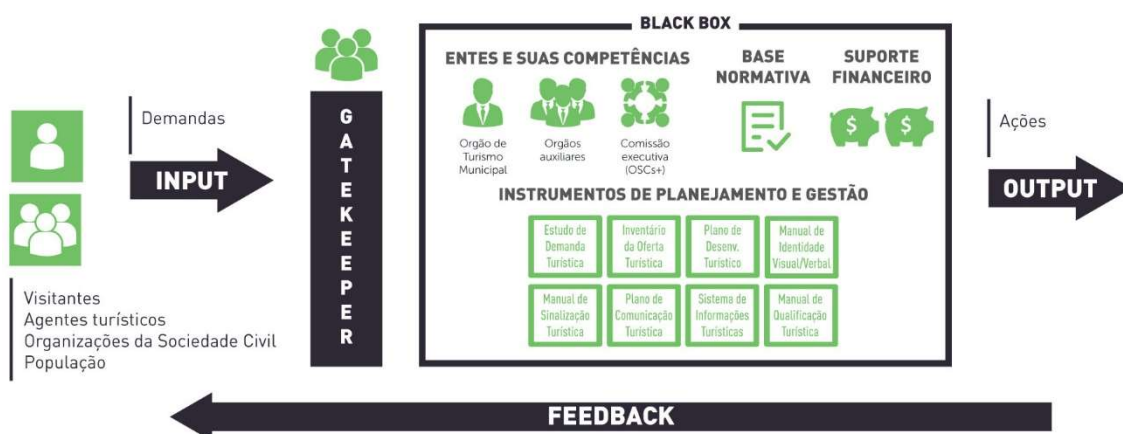 BLACK BOX
ENTES E SUAS COMPETÊNCIAS
BASE
NORMATIVA
SUPORTE
FINANCEIRO
Demandas
INPUT
Visitantes
Agentes turísticos
Organizações da Sociedade Civil
População
GATEKEEPER
Orgão de
Turismo
Municipal
Orgãos
auxiliares
Comissão
executiva
(OSCs+)
$ $
INSTRUMENTOS DE PLANEJAMENTO E GESTÃO
Estudo de
Demanda
Turística
Inventário
da Oferta
Turística
Plano de
Desenv.
Turístico
Manual de
Identidade
Visual/Verbal
Manual de
Sinalização
Turística
Plano de
Comunicação
Turística
Sistema de
Informações
Turísticas
Manual de
Qualificação
Turística
Ações
OUTPUT
FEEDBACK